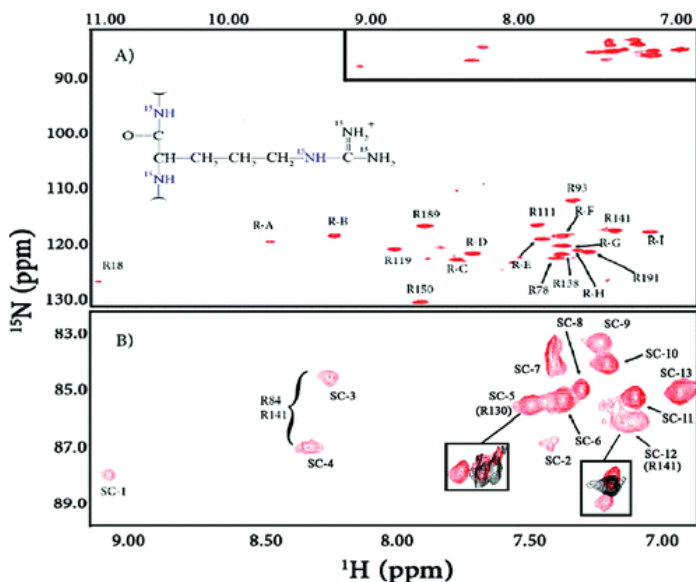 11.00 10.00 9.00 8.00 7.00
A)
90.0
100.0
110.0
120.0
130.0
¹⁵N (ppm)
¹⁵NH
O
C
CH
CH₂CH₂CH₂
¹⁵NH
C
¹⁵NH₂
+
¹⁵NH₂
¹⁵NH
R18
R-A
R-B
R189
R119
R150
R-C
R-D
R-E
R111
R93
R-F
R141
R-G
R-I
R78
R138
R-H
R191
B)
83.0
85.0
87.0
89.0
SC-1
R84
R141
SC-3
SC-4
SC-8
SC-9
SC-7
SC-10
SC-13
SC-5
(R130)
SC-6
SC-11
SC-2
SC-12
(R141)
9.00 8.50 8.00 7.50 7.00
¹H (ppm)